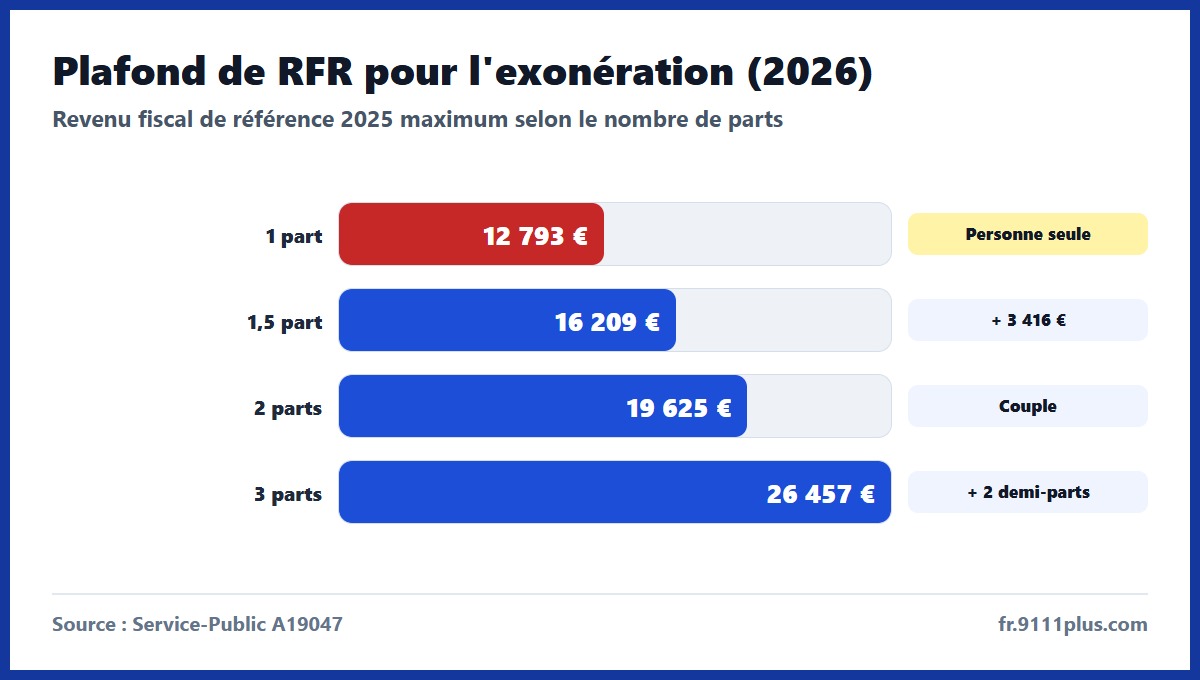 Plafond de RFR pour l'exonération (2026)
Revenu fiscal de référence 2025 maximum selon le nombre de parts
1 part 12 793 € Personne seule
1,5 part 16 209 € + 3 416 €
2 parts 19 625 € Couple
3 parts 26 457 € + 2 demi-parts
Source : Service-Public A19047 fr.9111plus.com